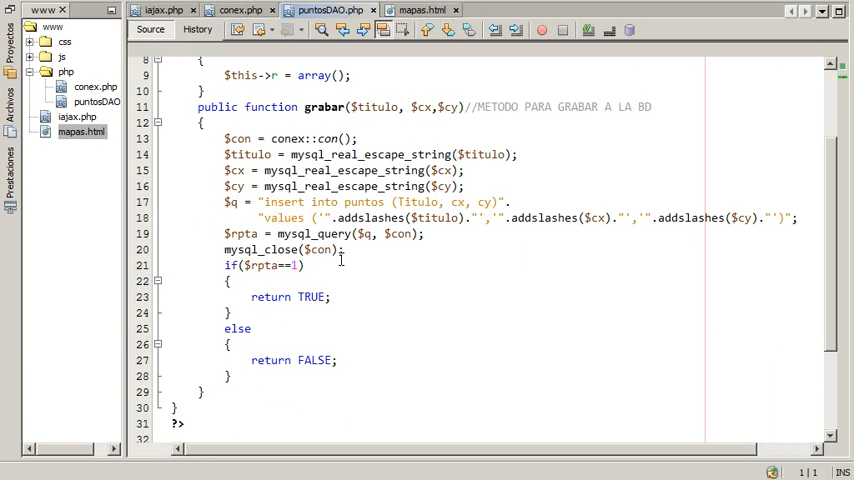 www
iajax.php
conex.php
puntosDAO.php
mapas.html
Source
History
Proyectos
Archivos
Prestaciones
www
css
js
php
conex.php
puntosDAO
iajax.php
mapas.html
8 {
9 $this->r = array();
10 }
11 public function grabar($titulo, $cx,$cy)//METODO PARA GRABAR A LA BD
12 {
13 $con = conex::con();
14 $titulo = mysql_real_escape_string($titulo);
15 $cx = mysql_real_escape_string($cx);
16 $cy = mysql_real_escape_string($cy);
17 $q = "insert into puntos (Titulo, cx, cy)".
18 "values ('".addslashes($titulo)."','".addslashes($cx)."','".addslashes($cy)."')";
19 $rpta = mysql_query($q, $con);
20 mysql_close($con);
21 if($rpta==1)
22 {
23 return TRUE;
24 }
25 else
26 {
27 return FALSE;
28 }
29 }
30 }
31 ?>
32
1 | 1
INS